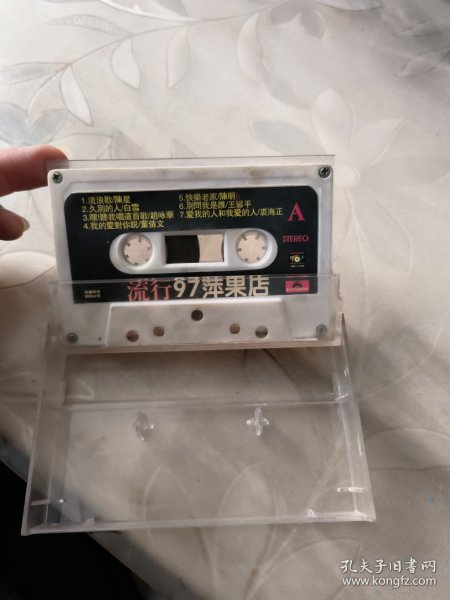 1.流浪歌/陳星
2.久別的人/白雪
3.嘿!聽我唱這首歌/趙咏華
4.我的愛對你說/葉倩文
5.快樂老家/陳明
6.別問我是誰/王馨平
7.愛我的人和我愛的人/裘海正
A
STEREO
流行97萍果店
孔夫子旧书网
www.kongfz.com